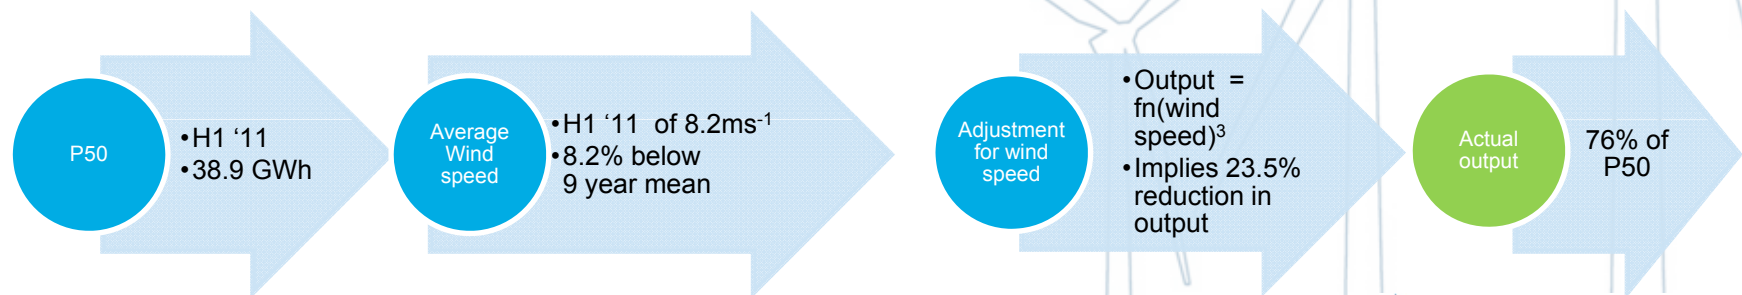 P50
•H1 ‘11
•38.9 GWh
Average
Wind
speed
•H1 ‘11  of 8.2ms⁻¹
•8.2% below
9 year mean
Adjustment
for wind
speed
•Output  =
fn(wind
speed)³
•Implies 23.5%
reduction in
output
Actual
output
76% of
P50